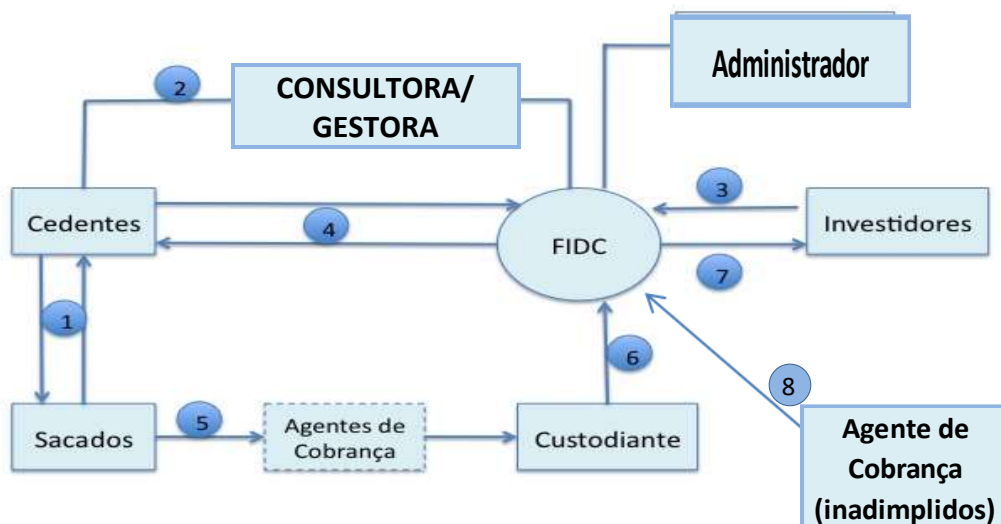 Administrador
2
CONSULTORA/
GESTORA
3
Cedentes
4
FIDC
Investidores
7
1
6
8
Sacados
5
Agentes de
Cobrança
Custodiante
Agente de
Cobrança
(inadimplidos)